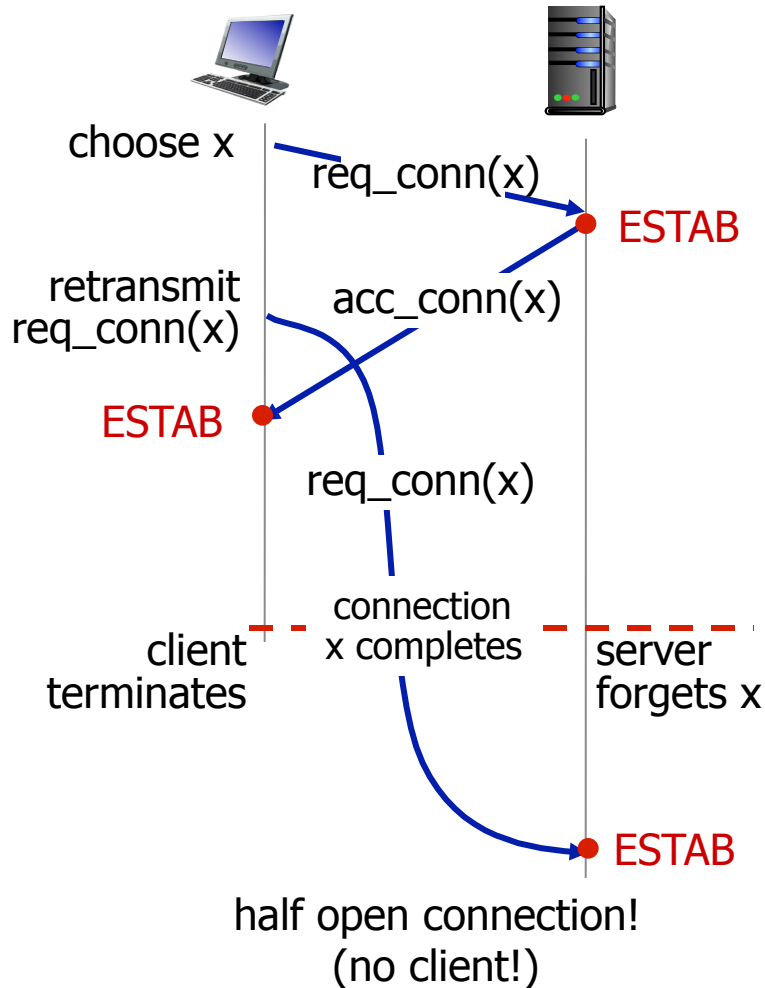 choose x
req_conn(x)
ESTAB
retransmit
req_conn(x)
acc_conn(x)
ESTAB
req_conn(x)
connection
x completes
client
terminates
server
forgets x
ESTAB
half open connection!
(no client!)